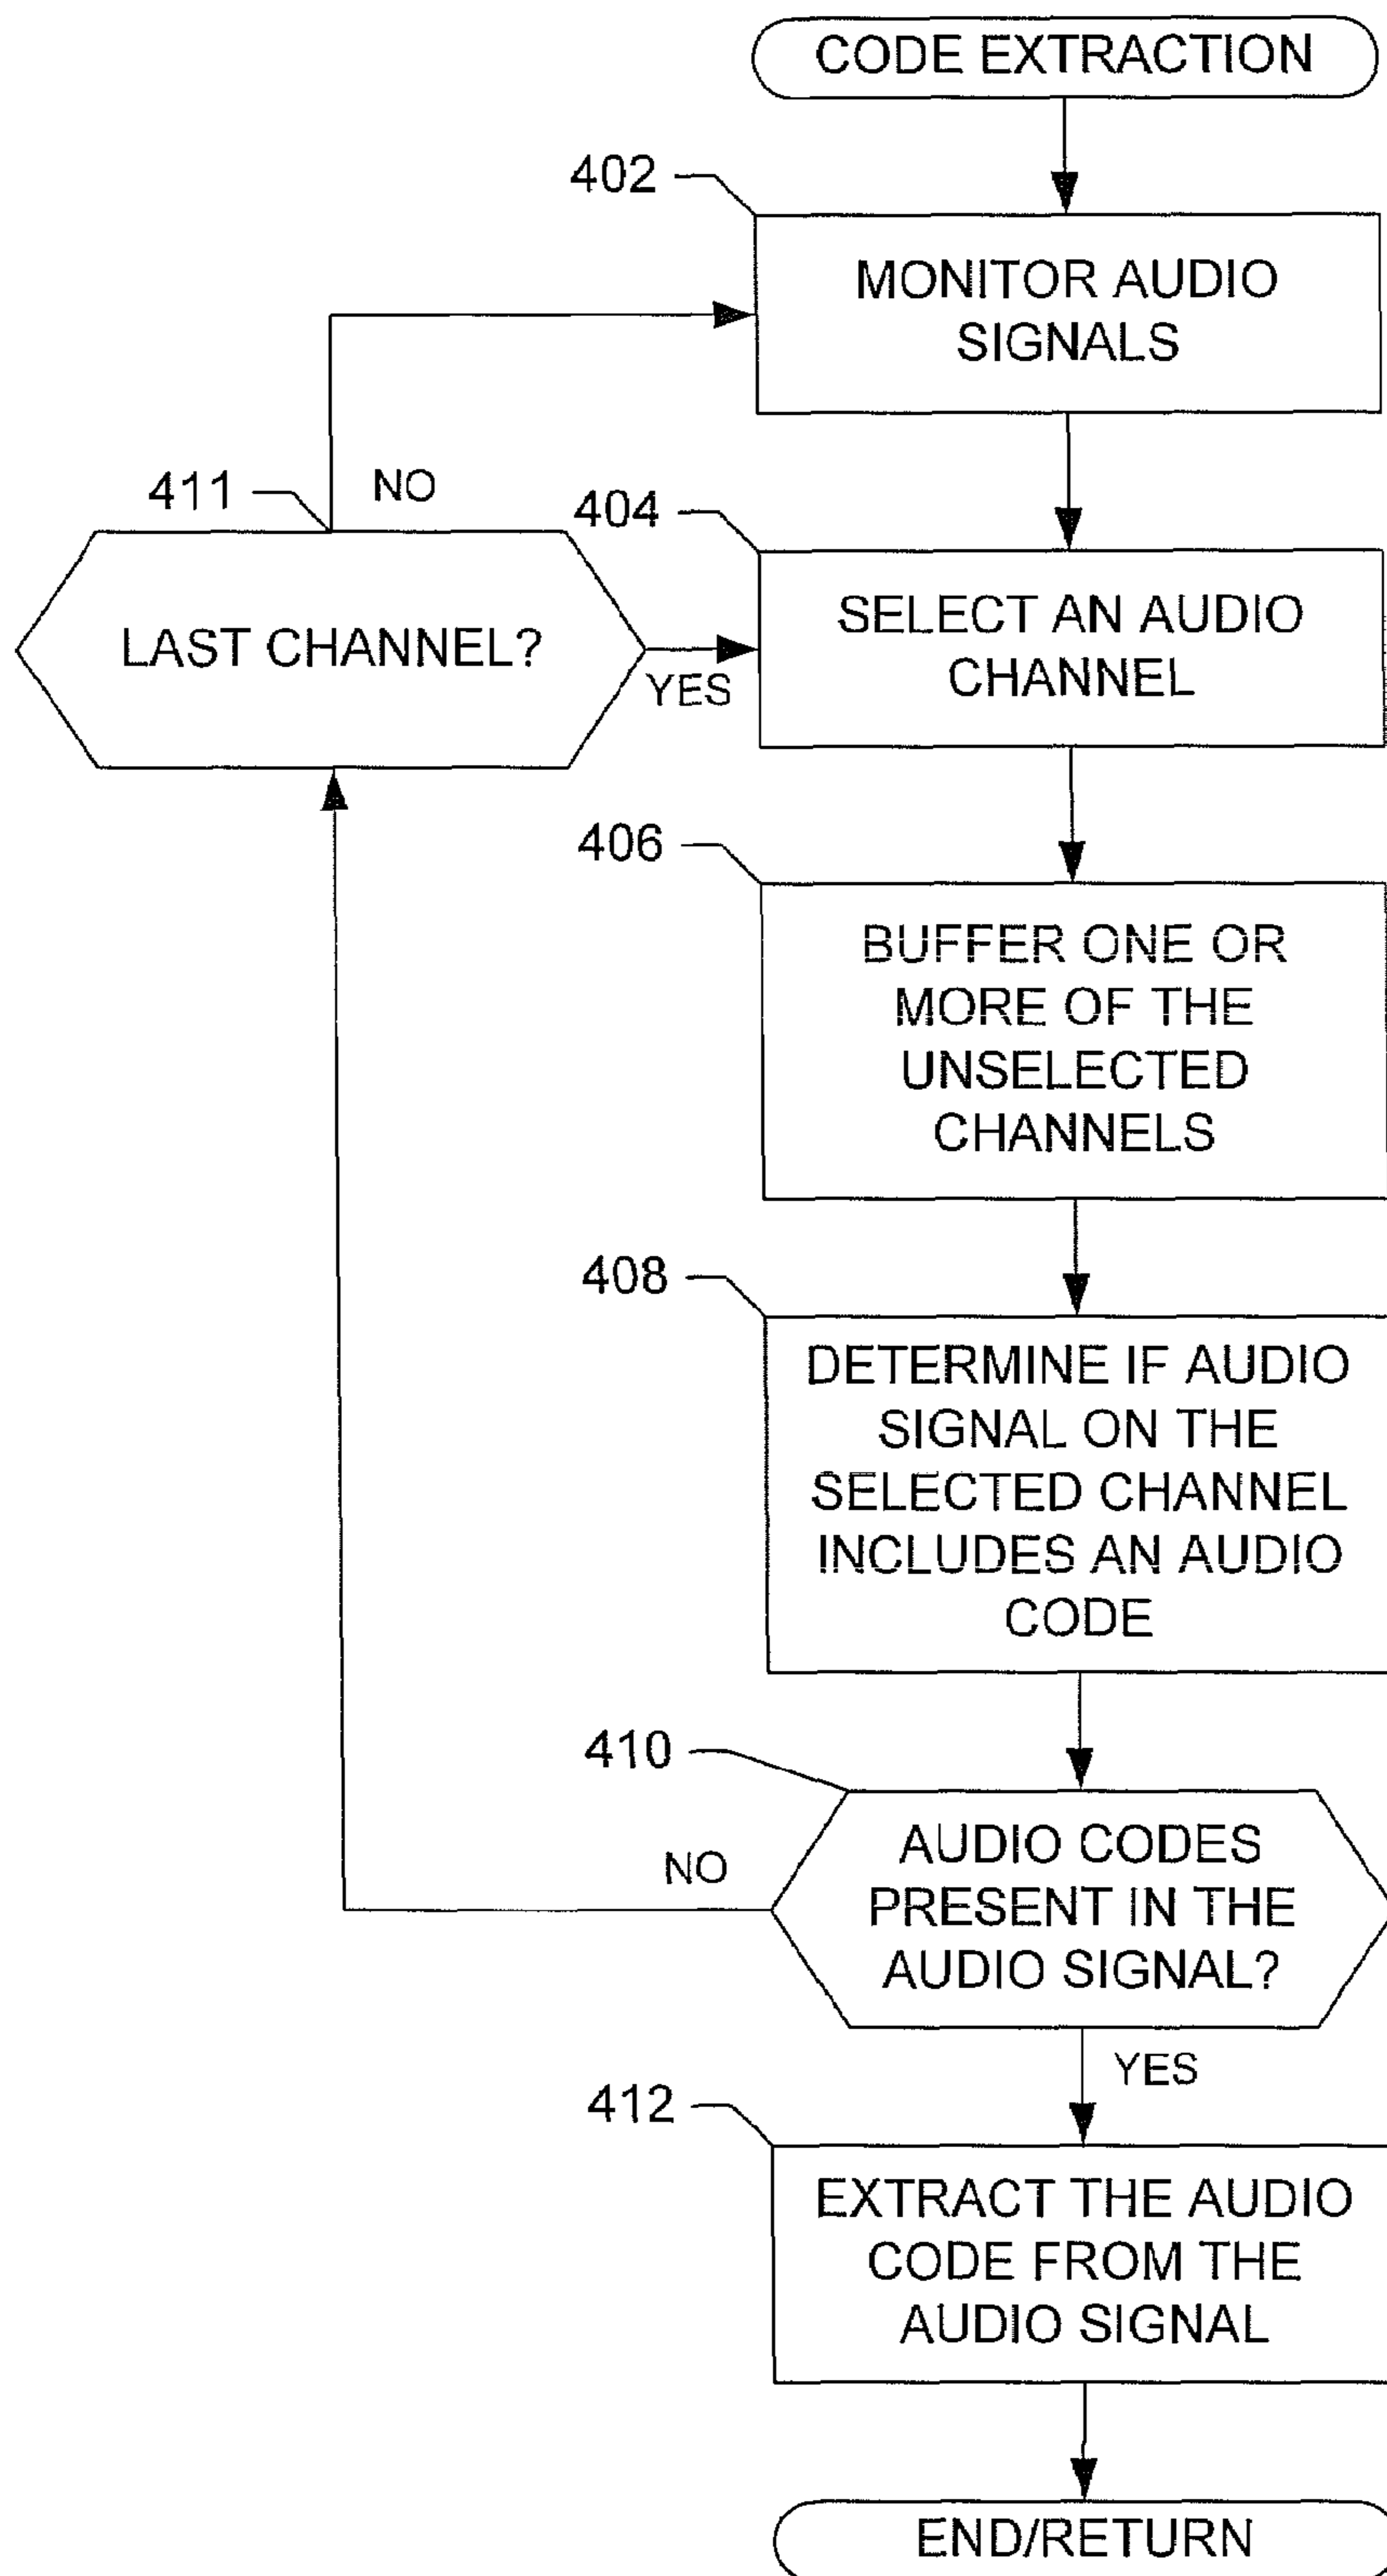 CODE EXTRACTION
402
MONITOR AUDIO
SIGNALS
411
NO
LAST CHANNEL?
YES
404
SELECT AN AUDIO
CHANNEL
406
BUFFER ONE OR
MORE OF THE
UNSELECTED
CHANNELS
408
DETERMINE IF AUDIO
SIGNAL ON THE
SELECTED CHANNEL
INCLUDES AN AUDIO
CODE
410
NO
AUDIO CODES
PRESENT IN THE
AUDIO SIGNAL?
YES
412
EXTRACT THE AUDIO
CODE FROM THE
AUDIO SIGNAL
END/RETURN